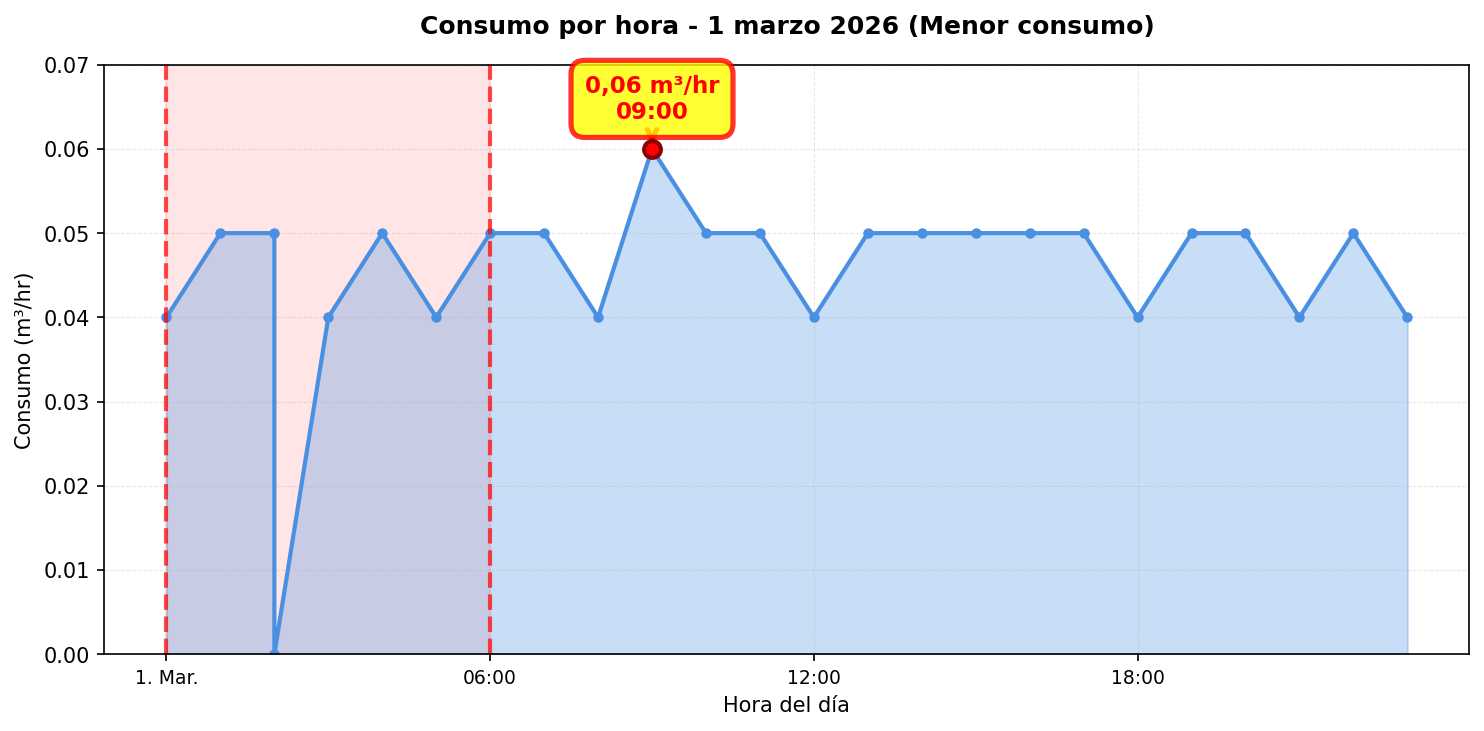 Consumo por hora - 1 marzo 2026 (Menor consumo)
0,06 m³/hr
09:00
0.07
0.06
0.05
0.04
0.03
0.02
0.01
0.00
Consumo (m³/hr)
1. Mar.
06:00
12:00
18:00
Hora del día